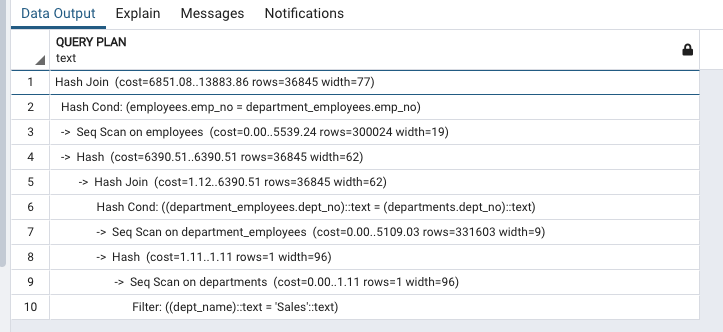 Data Output Explain Messages Notifications
QUERY PLAN
text
1 Hash Join (cost=6851.08..13883.86 rows=36845 width=77)
2 Hash Cond: (employees.emp_no = department_employees.emp_no)
3 -> Seq Scan on employees (cost=0.00..5539.24 rows=300024 width=19)
4 -> Hash (cost=6390.51..6390.51 rows=36845 width=62)
5 -> Hash Join (cost=1.12..6390.51 rows=36845 width=62)
6 Hash Cond: ((department_employees.dept_no)::text = (departments.dept_no)::text)
7 -> Seq Scan on department_employees (cost=0.00..5109.03 rows=331603 width=9)
8 -> Hash (cost=1.11..1.11 rows=1 width=96)
9 -> Seq Scan on departments (cost=0.00..1.11 rows=1 width=96)
10 Filter: ((dept_name)::text = 'Sales'::text)